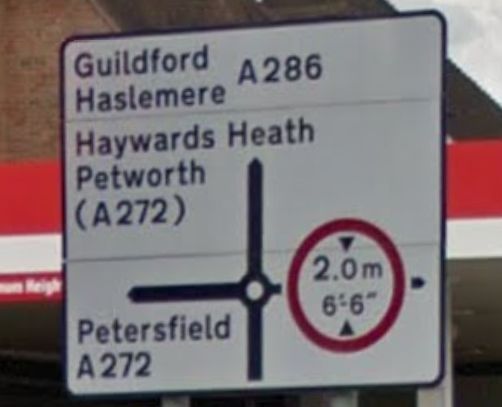 Guildford A286
Haslemere
Haywards Heath
Petworth
(A272)
2.0m
6'-6"
Petersfield
A272